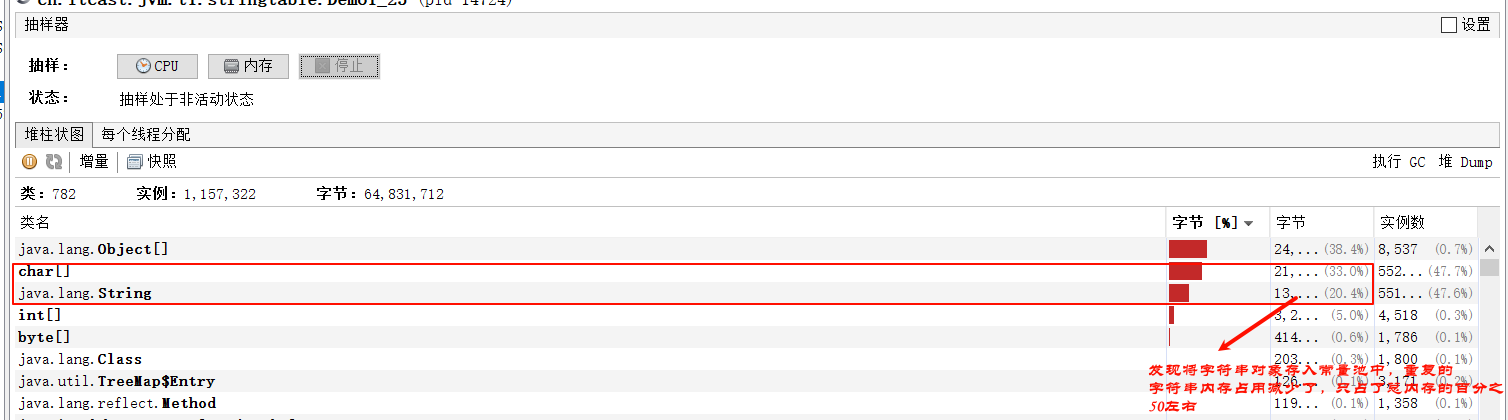 cn.itcast.jvm.t1.stringtable.Demo1_25 (pid 14724)
抽样器 设置
抽样： CPU 内存 停止
状态： 抽样处于非活动状态
堆柱状图 每个线程分配
增量 快照 执行 GC 堆 Dump
类：782 实例：1,157,322 字节：64,831,712
类名 字节 [%] 字节 实例数
java.lang.Object[] 24,... (38.4%) 8,537 (0.7%)
char[] 21,... (33.0%) 552... (47.7%)
java.lang.String 13,... (20.4%) 551... (47.6%)
int[] 3,2... (5.0%) 4,518 (0.3%)
byte[] 414... (0.6%) 1,786 (0.1%)
java.lang.Class 203... (0.3%) 1,800 (0.1%)
java.util.TreeMap$Entry 126... (0.1%) 3,171 (0.2%)
java.lang.reflect.Method 119... (0.1%) 1,358 (0.1%)
发现将字符串对象存入常量池中，重复的
字符串内存占用减少了，只占了总内存的百分之
50左右